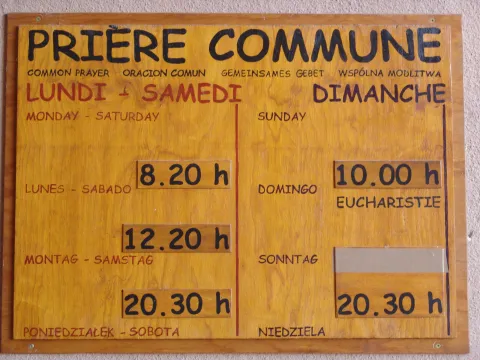 PRIÈRE COMMUNE
COMMON PRAYER ORACION COMUN GEMEINSAMES GEBET WSPÓLNA MODLITWA
LUNDI - SAMEDI DIMANCHE
MONDAY - SATURDAY SUNDAY
8.20 h 10.00 h
LUNES - SABADO DOMINGO
EUCHARISTIE
12.20 h
MONTAG - SAMSTAG SONNTAG
20.30 h 20.30 h
PONIEDZIAŁEK - SOBOTA NIEDZIELA